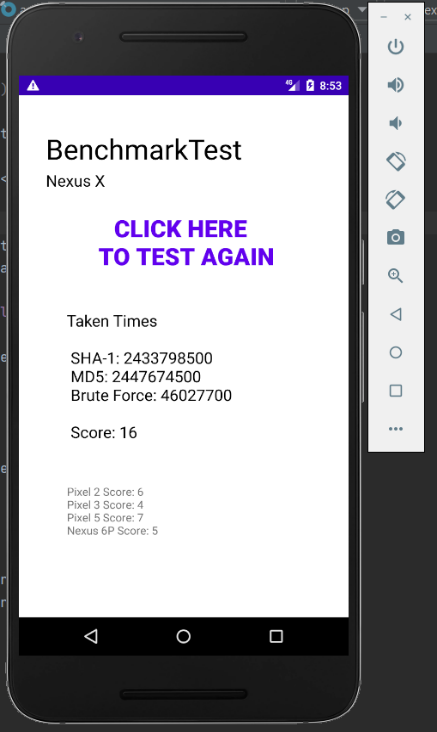 4G 8:53
BenchmarkTest
Nexus X
CLICK HERE
TO TEST AGAIN
Taken Times
SHA-1: 2433798500
MD5: 2447674500
Brute Force: 46027700
Score: 16
Pixel 2 Score: 6
Pixel 3 Score: 4
Pixel 5 Score: 7
Nexus 6P Score: 5